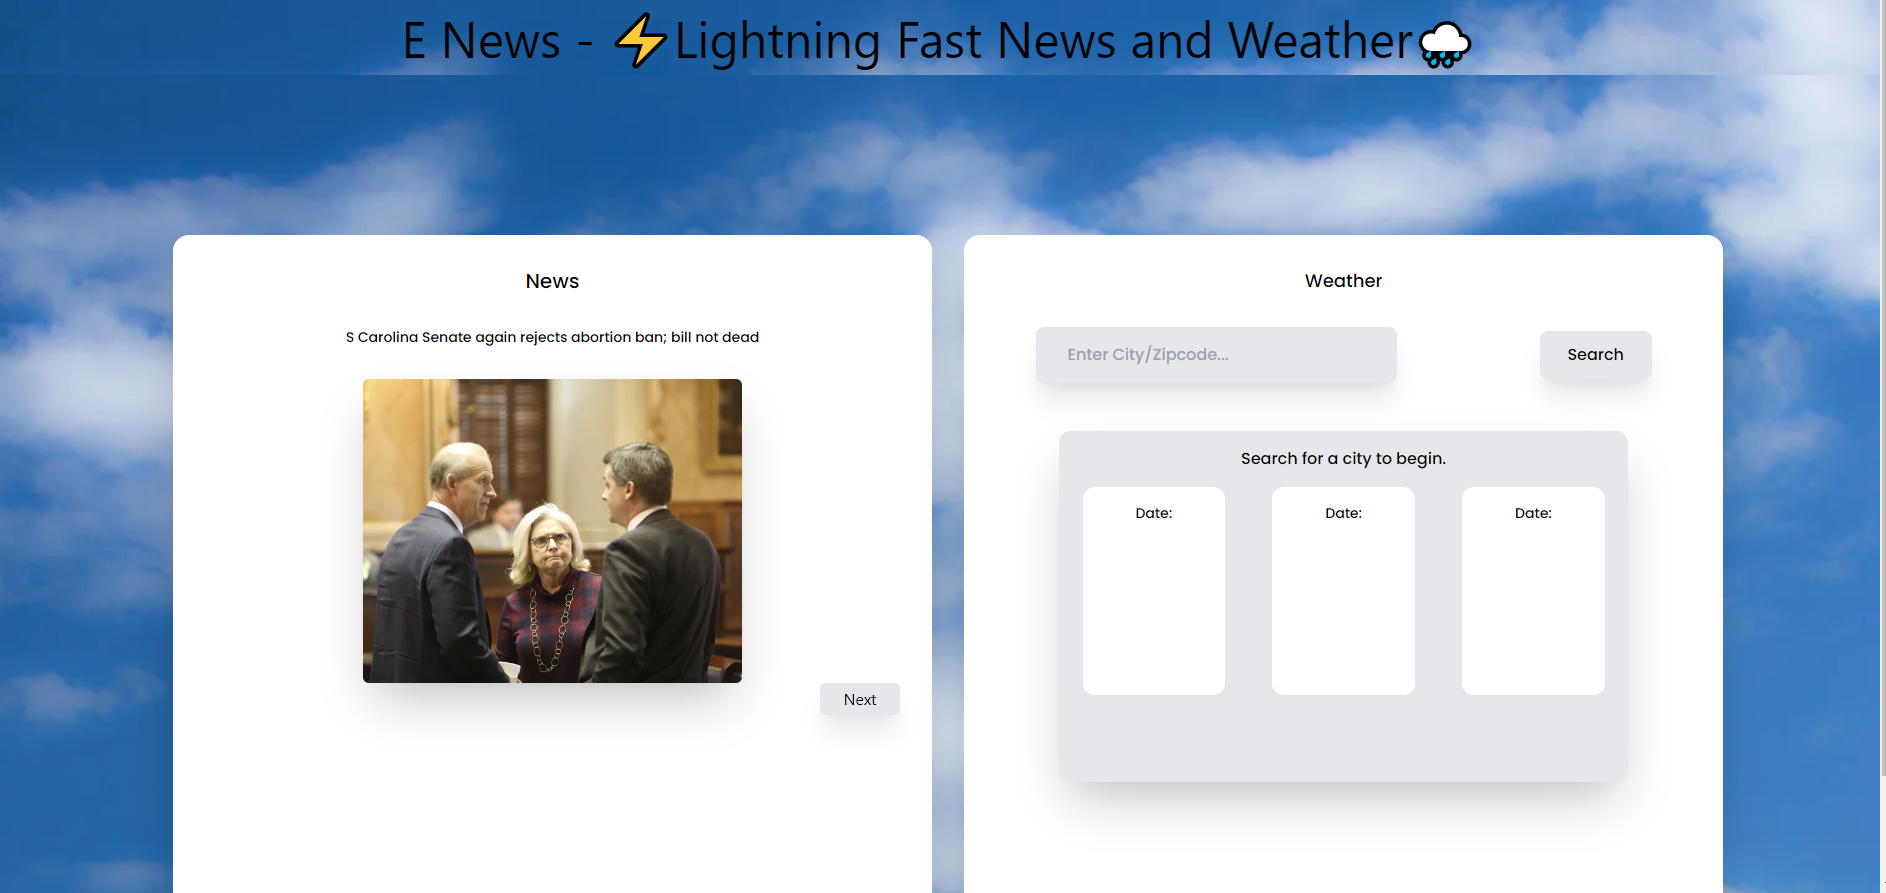 E News - ⚡Lightning Fast News and Weather🌧
News
S Carolina Senate again rejects abortion ban; bill not dead
Next
Weather
Enter City/Zipcode...
Search
Search for a city to begin.
Date:
Date:
Date: